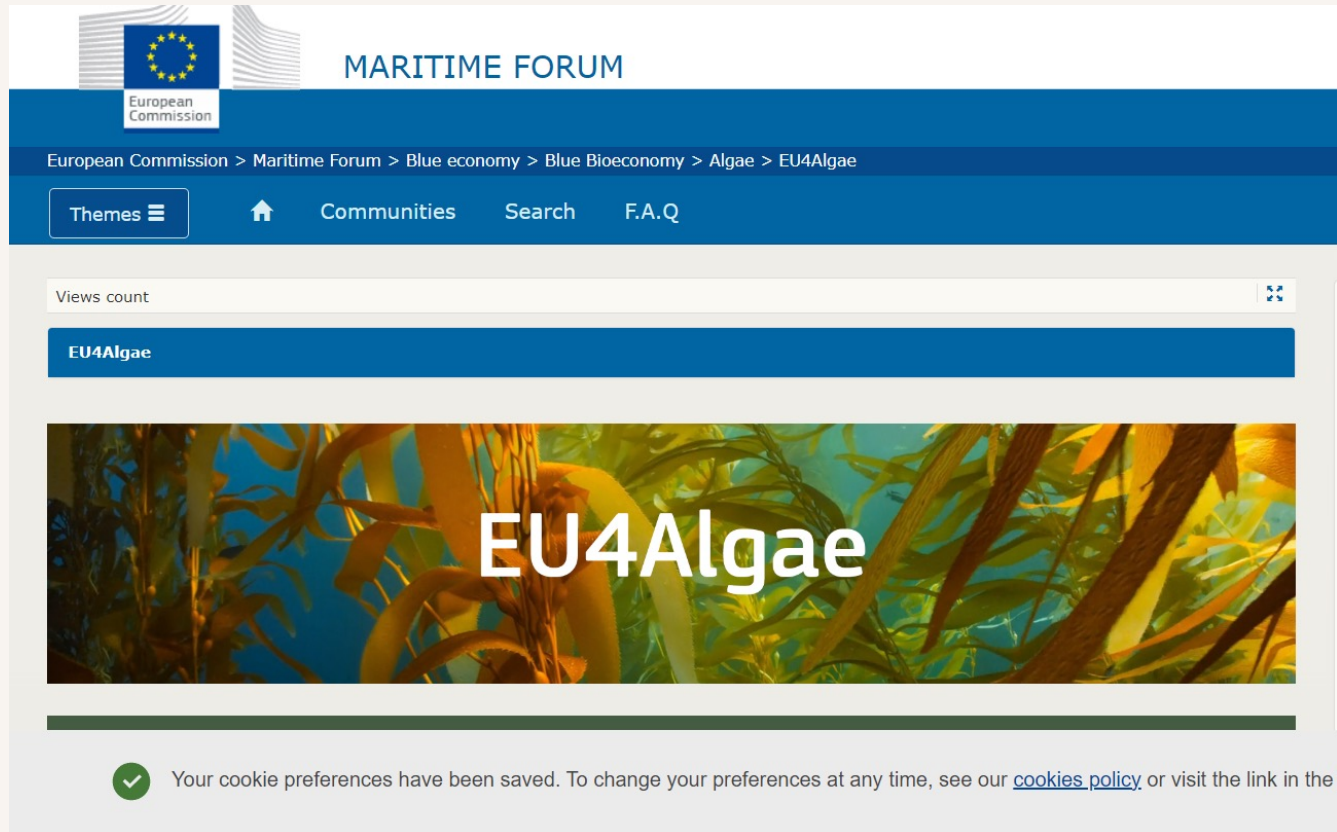 MARITIME FORUM
European
Commission
European Commission > Maritime Forum > Blue economy > Blue Bioeconomy > Algae > EU4Algae
Themes Communities Search F.A.Q
Views count
EU4Algae
EU4Algae
Your cookie preferences have been saved. To change your preferences at any time, see our cookies policy or visit the link in the